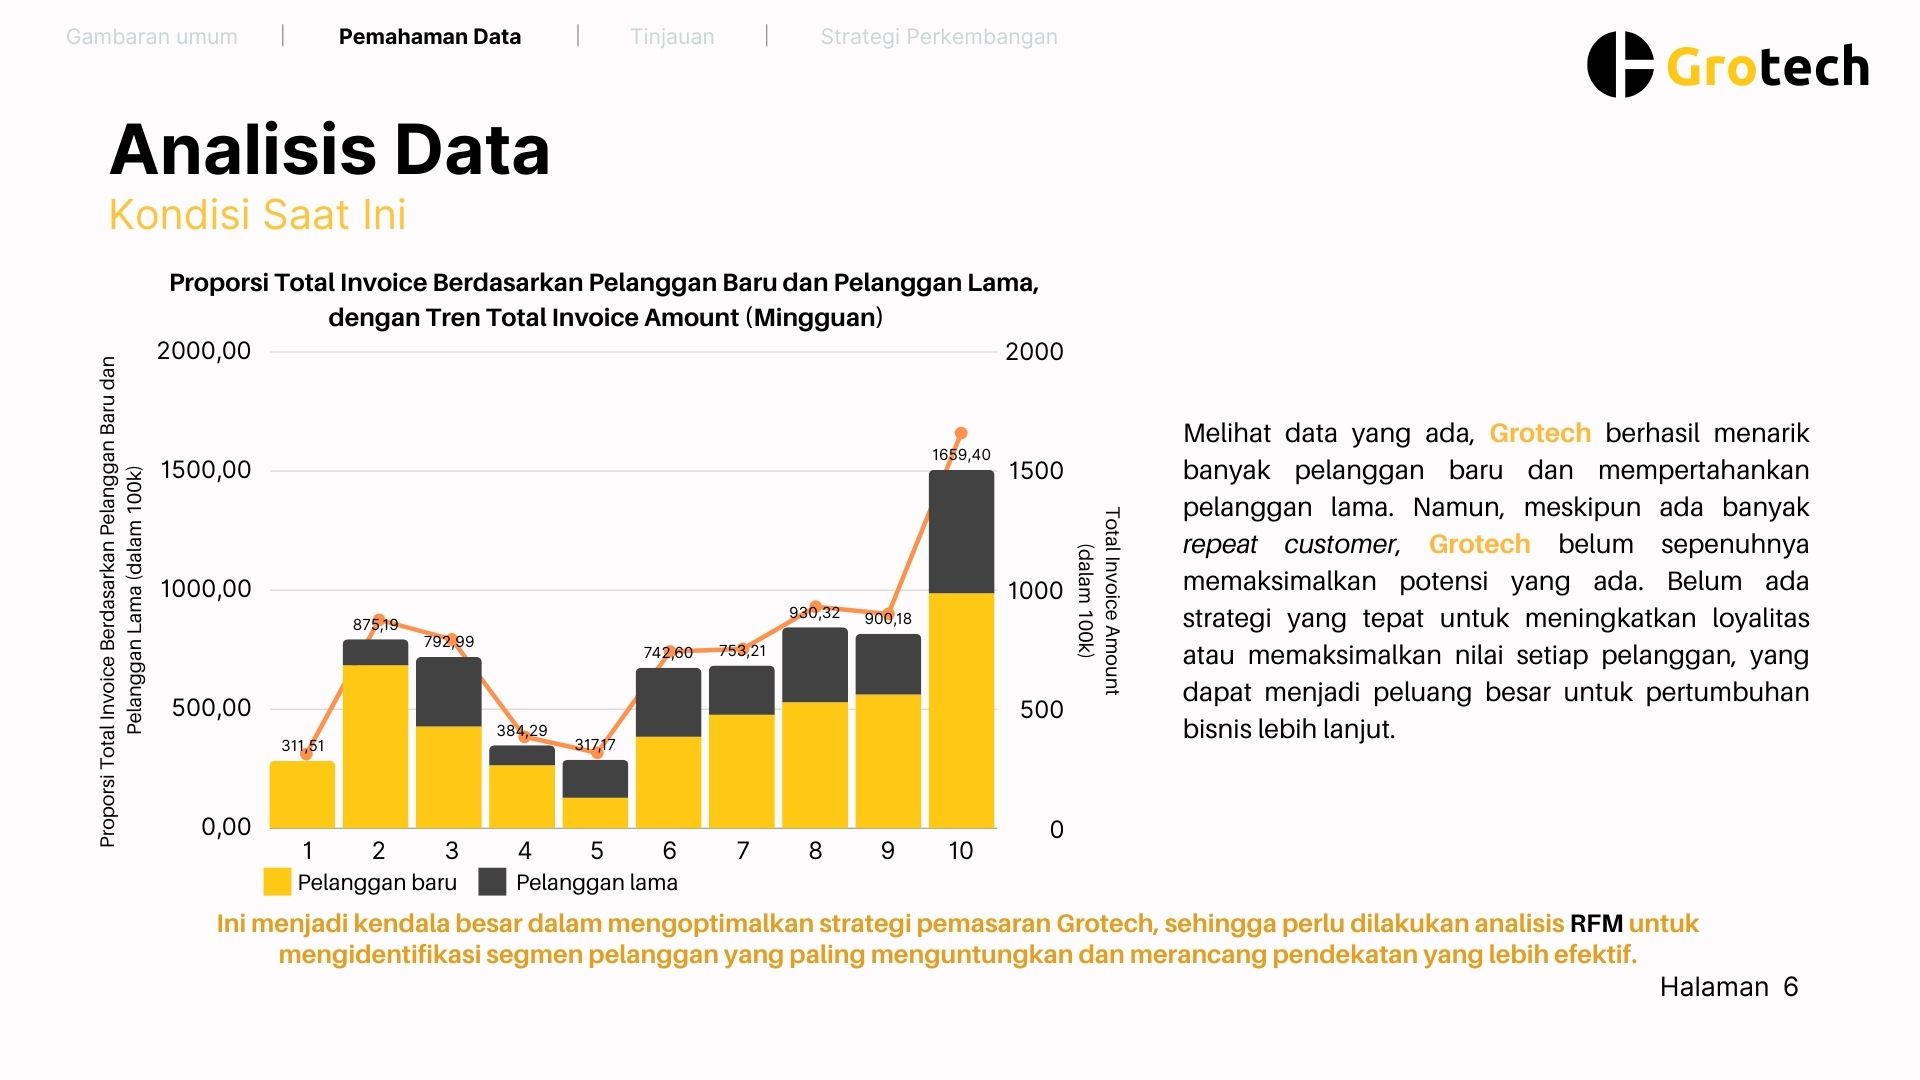 Gambaran umum | Pemahaman Data | Tinjauan | Strategi Perkembangan
Grotech
Analisis Data
Kondisi Saat Ini
Proporsi Total Invoice Berdasarkan Pelanggan Baru dan Pelanggan Lama,
dengan Tren Total Invoice Amount (Mingguan)
Proporsi Total Invoice Berdasarkan Pelanggan Baru dan
Pelanggan Lama (dalam 100k)
2000,00
1500,00
1000,00
500,00
0,00
311,51
875,19
792,99
384,29
317,17
742,60
753,21
930,32
900,18
1659,40
2000
1500
1000
500
0
Total Invoice Amount
(dalam 100k)
1 2 3 4 5 6 7 8 9 10
Pelanggan baru Pelanggan lama
Melihat data yang ada, Grotech berhasil menarik
banyak pelanggan baru dan mempertahankan
pelanggan lama. Namun, meskipun ada banyak
repeat customer, Grotech belum sepenuhnya
memaksimalkan potensi yang ada. Belum ada
strategi yang tepat untuk meningkatkan loyalitas
atau memaksimalkan nilai setiap pelanggan, yang
dapat menjadi peluang besar untuk pertumbuhan
bisnis lebih lanjut.
Ini menjadi kendala besar dalam mengoptimalkan strategi pemasaran Grotech, sehingga perlu dilakukan analisis RFM untuk
mengidentifikasi segmen pelanggan yang paling menguntungkan dan merancang pendekatan yang lebih efektif.
Halaman 6